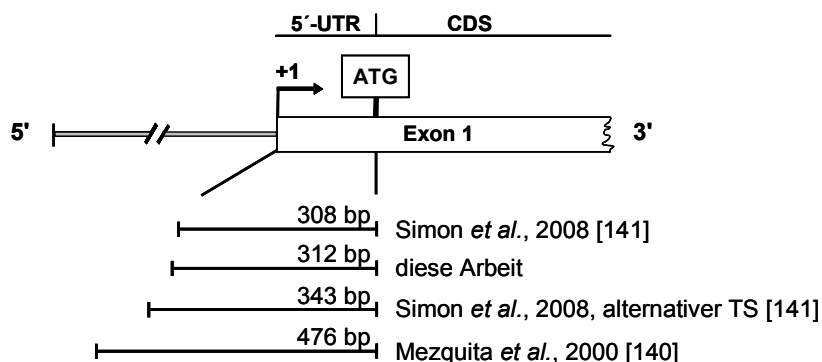 5´-UTR CDS
+1
ATG
5' Exon 1 3'
308 bp Simon et al., 2008 [141]
312 bp diese Arbeit
343 bp Simon et al., 2008, alternativer TS [141]
476 bp Mezquita et al., 2000 [140]